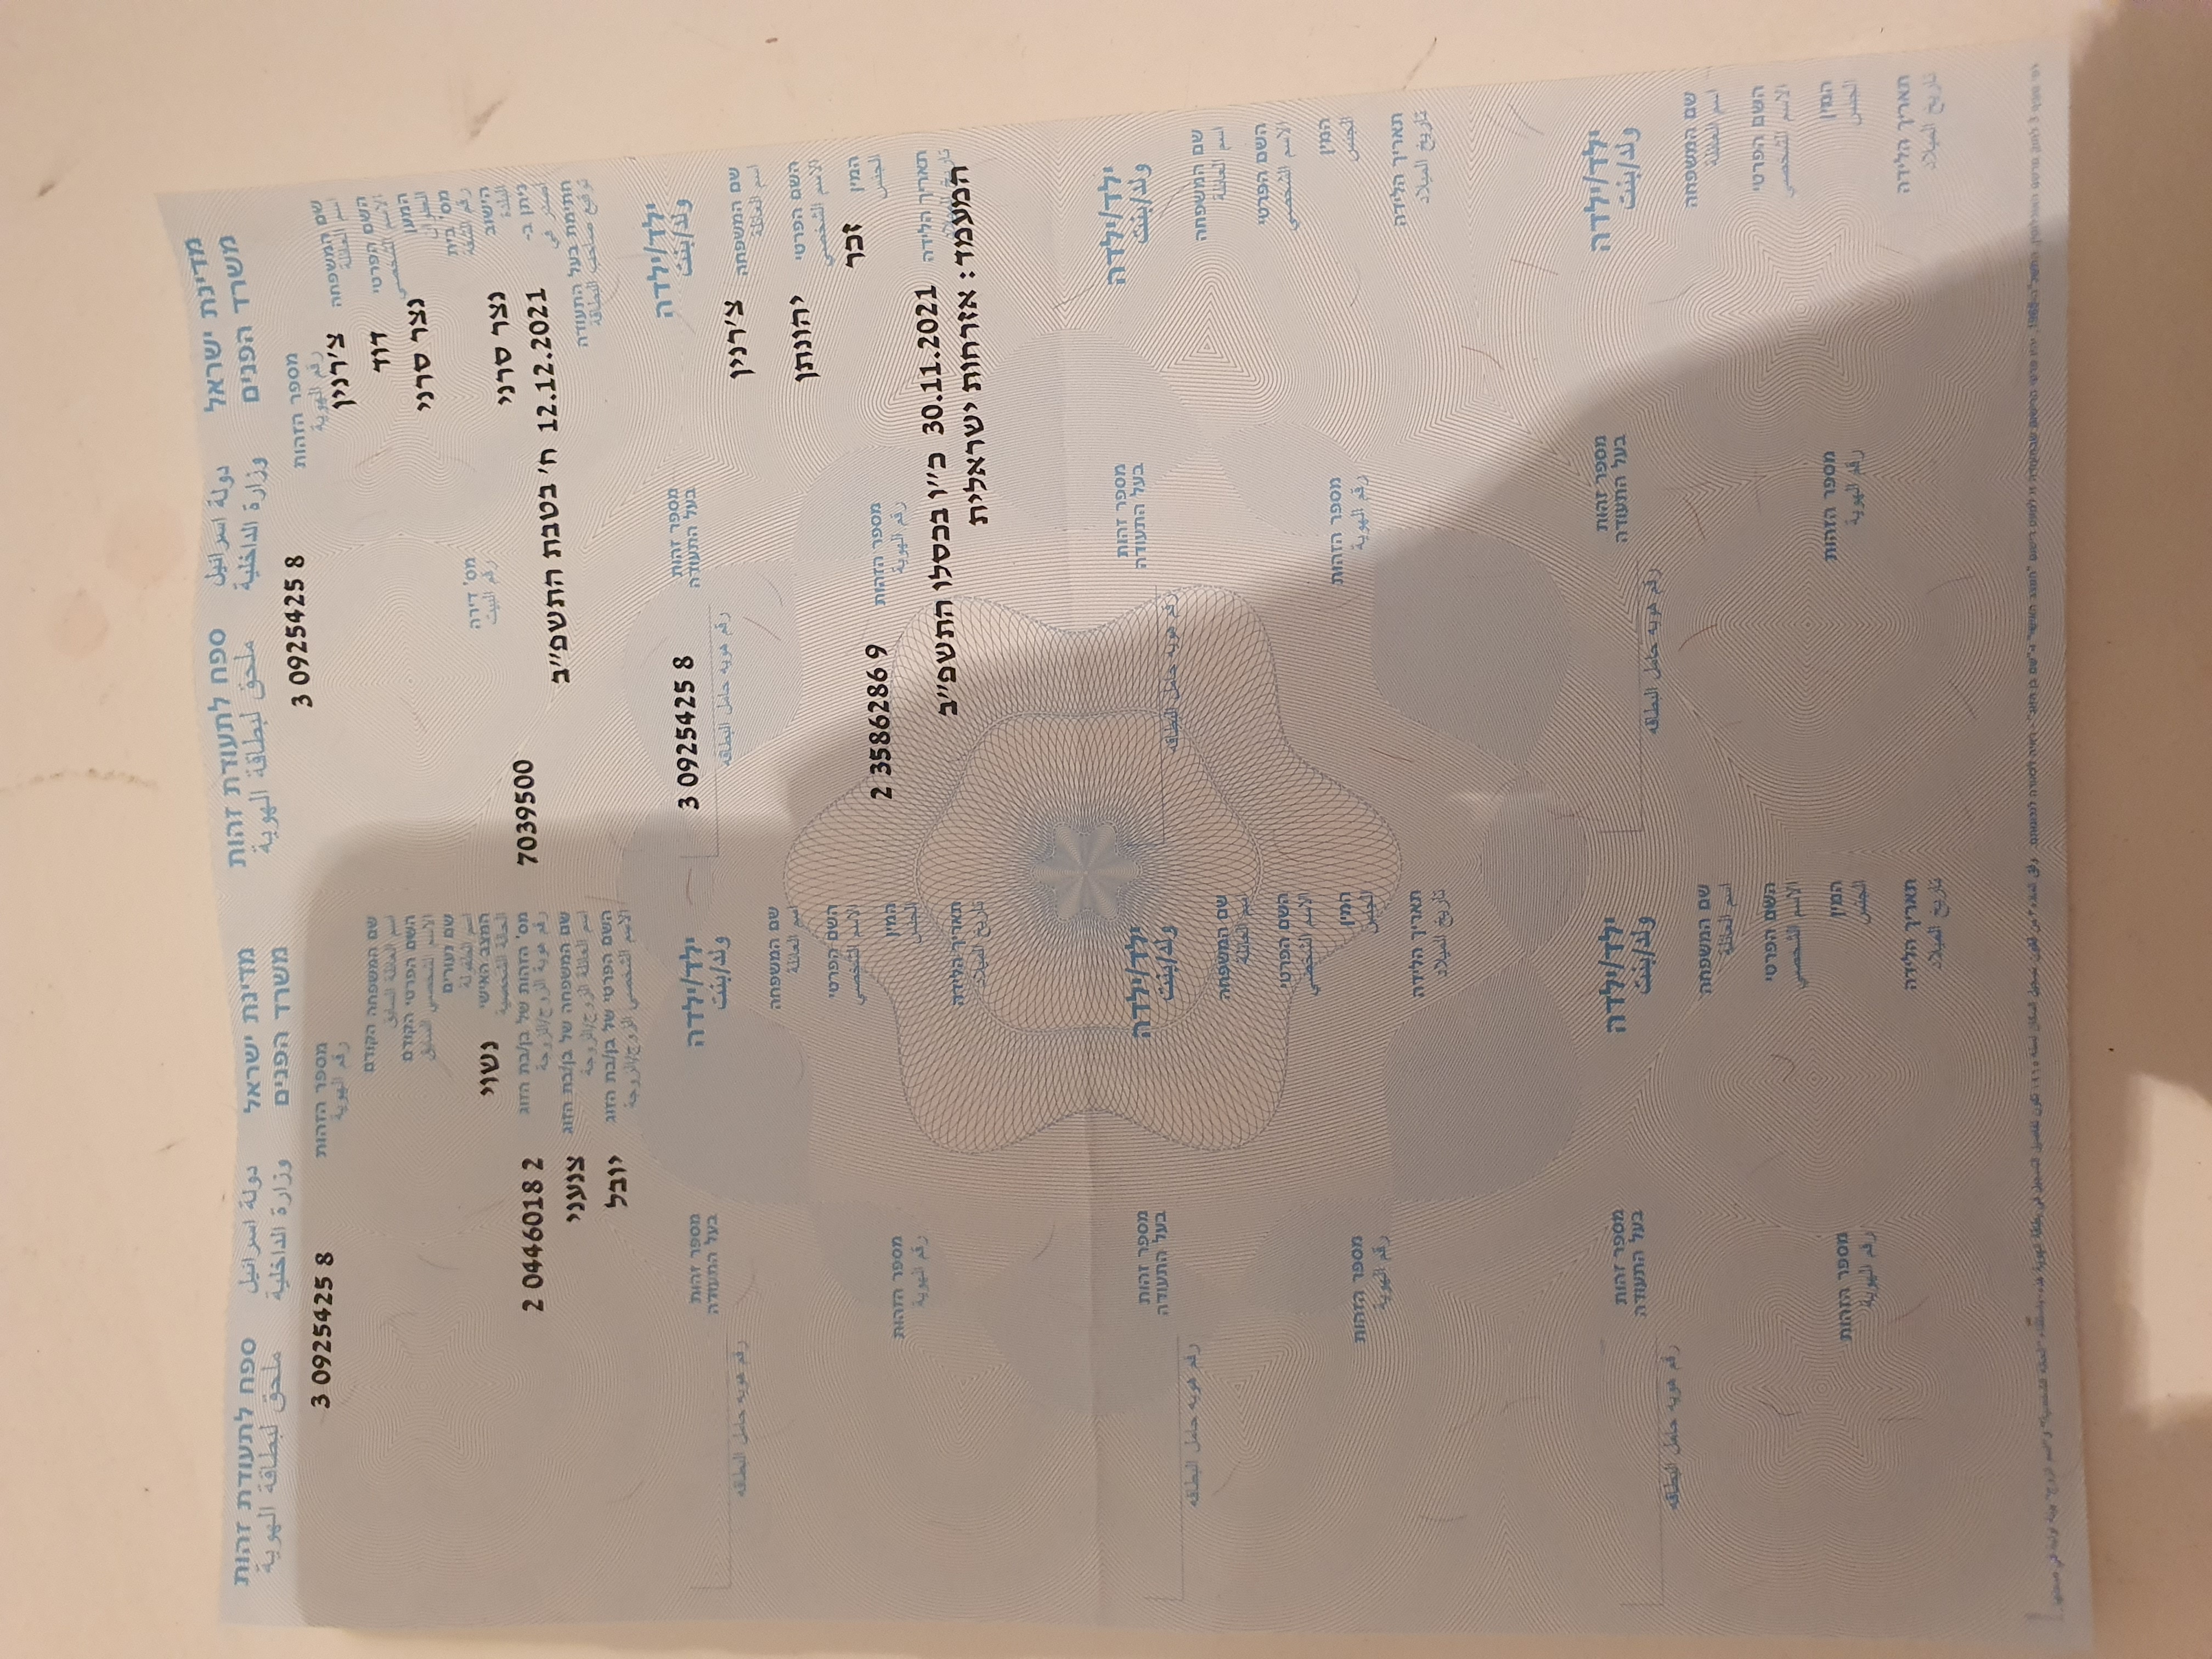 מדינת ישראל دولة اسرائيل ספח לתעודת זהות
משרד הפנים وزارة الداخلية ملحق لبطاقة الهوية
מספר הזהות 3 0925425 8
رقم الهوية
שם המשפחה צ'רנין
اسم العائلة
השם הפרטי דוד
الاسم الشخصي
המען נצר סרני
العنوان
מס' בית מס' דירה
رقم الشقة رقم البيت
הישוב נצר סרני 7039500
البلدة
ניתן ב- 12.12.2021 ח' בטבת התשפ"ב
أصدر في
חתימת בעל התעודה
توقيع صاحب البطاقة
ילד/ילדה מספר זהות 3 0925425 8
ولد/بنت בעל התעודה
رقم هويه حامل البطاقه
שם המשפחה צ'רנין
اسم العائلة
השם הפרטי יהונתן
الاسم الشخصي
המין זכר
الجنس
מספר הזהות 2 3586286 9
رقم الهوية
תאריך הלידה 30.11.2021 כ"ו בכסלו התשפ"ב
تاريخ الميلاد
המעמד: אזרחות ישראלית
ילד/ילדה מספר זהות
ولد/بنت בעל התעודה
رقم هويه حامل البطاقه
שם המשפחה
اسم العائلة
השם הפרטי
الاسم الشخصي
המין מספר הזהות
الجنس رقم الهوية
תאריך הלידה
تاريخ الميلاد
ילד/ילדה מספר זהות
ولد/بنت בעל התעודה
رقم هويه حامل البطاقه
שם המשפחה
اسم العائلة
השם הפרטי
الاسم الشخصي
המין מספר הזהות
الجنس رقم الهوية
תאריך הלידה
تاريخ الميلاد
מדינת ישראל دولة اسرائيل ספח לתעודת זהות
משרד הפנים وزارة الداخلية ملحق لبطاقة الهوية
מספר הזהות 3 0925425 8
رقم الهوية
שם המשפחה הקודם
اسم العائلة السابق
השם הפרטי הקודם
الاسم الشخصي السابق
שם נעורים
اسم الطفولة
המצב האישי נשוי
الحالة الشخصية
מס' הזהות של בן/בת הזוג 2 0446018 2
رقم هوية الزوج/الزوجة
שם המשפחה של בן/בת הזוג צנעני
اسم العائلة الزوج/الزوجة
השם הפרטי של בן/בת הזוג יובל
الاسم الشخصي الزوج/الزوجة
ילד/ילדה מספר זהות
ولد/بنت בעל התעודה
رقم هويه حامل البطاقه
שם המשפחה
اسم العائلة
השם הפרטי
الاسم الشخصي
המין מספר הזהות
الجنس رقم الهوية
תאריך הלידה
تاريخ الميلاد
ילד/ילדה מספר זהות
ولد/بنت בעל התעודה
رقم هويه حامل البطاقه
שם המשפחה
اسم العائلة
השם הפרטי
الاسم الشخصي
המין מספר הזהות
الجنس رقم الهوية
תאריך הלידה
تاريخ الميلاد
ילד/ילדה מספר זהות
ولد/بنت בעל התעודה
رقم هويه حامل البطاقه
שם המשפחה
اسم العائلة
השם הפרטי
الاسم الشخصي
המין מספר הזהות
الجنس رقم الهوية
תאריך הלידה
تاريخ الميلاد